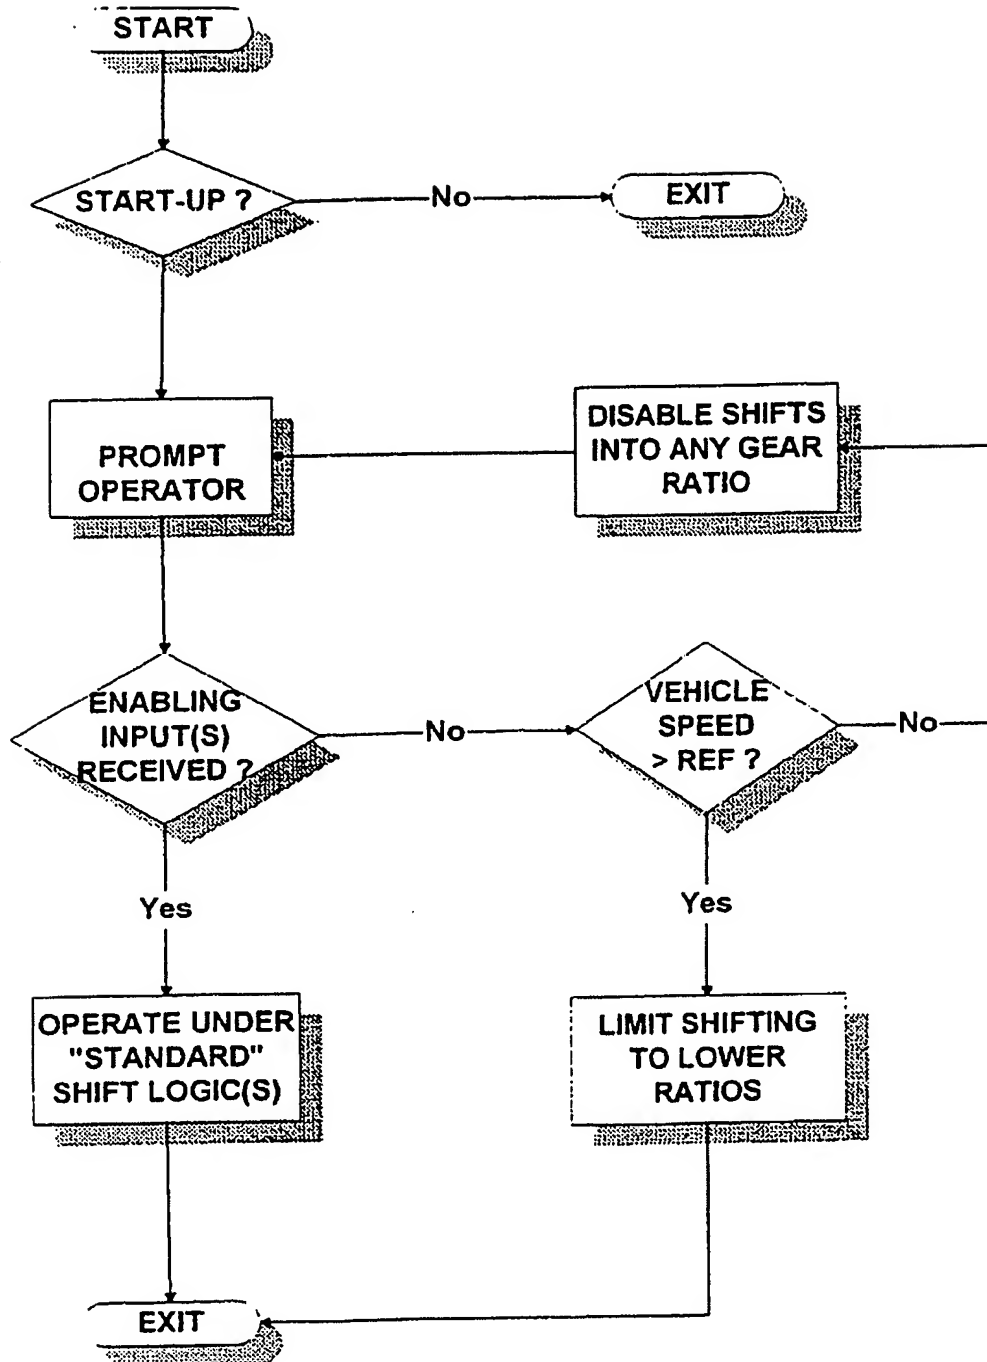 START
START-UP ?
No
EXIT
PROMPT
OPERATOR
DISABLE SHIFTS
INTO ANY GEAR
RATIO
ENABLING
INPUT(S)
RECEIVED ?
No
VEHICLE
SPEED
> REF ?
No
Yes
Yes
OPERATE UNDER
"STANDARD"
SHIFT LOGIC(S)
LIMIT SHIFTING
TO LOWER
RATIOS
EXIT